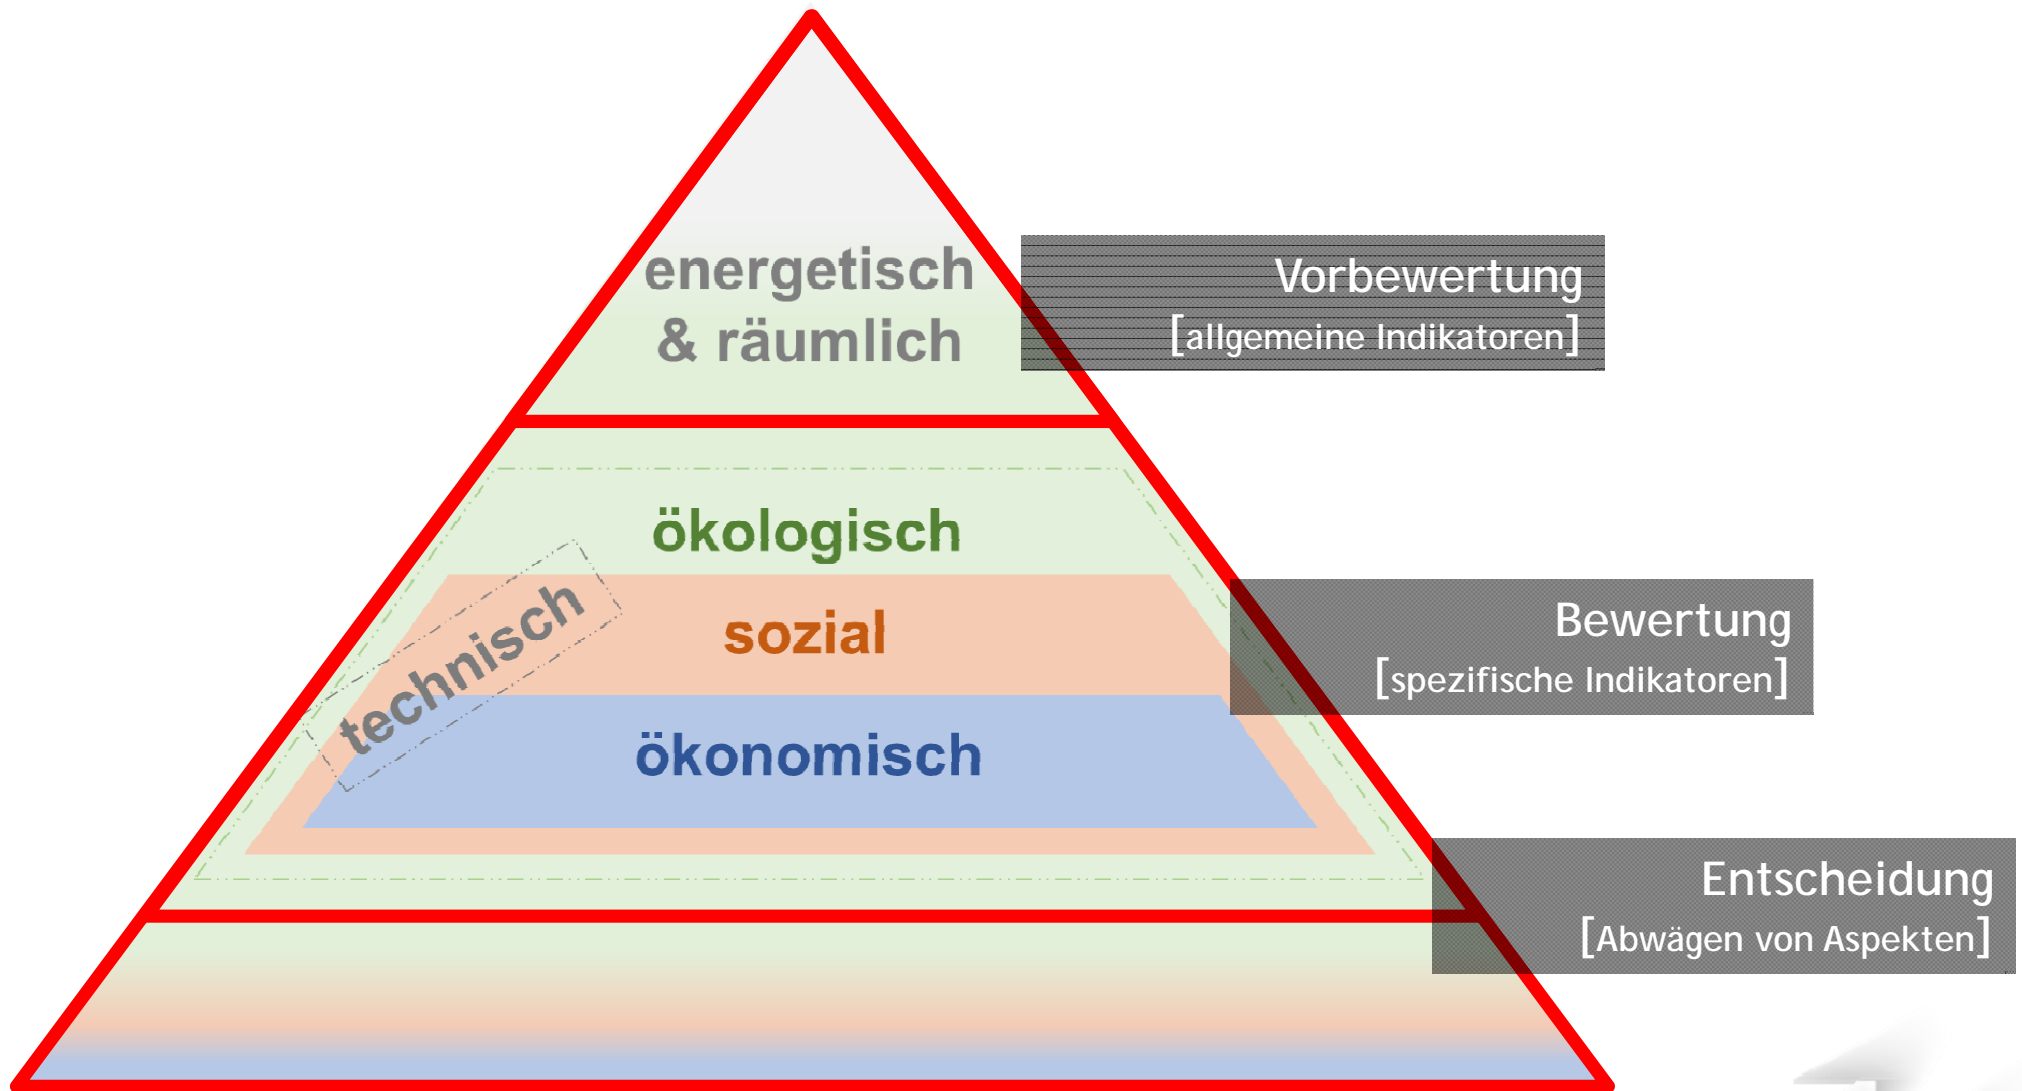 energetisch
& räumlich
Vorbewertung
[allgemeine Indikatoren]
ökologisch
technisch
sozial
ökonomisch
Bewertung
[spezifische Indikatoren]
Entscheidung
[Abwägen von Aspekten]